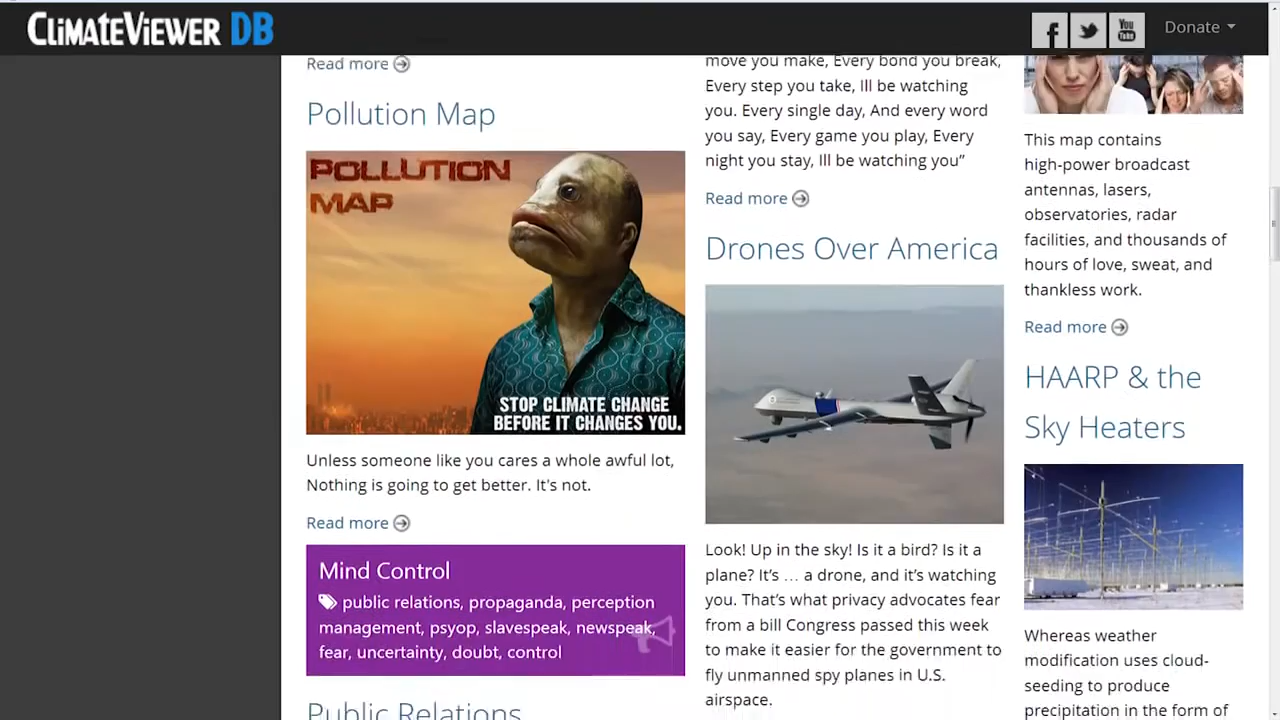 CLIMATEVIEWER DB
Donate
Read more
Pollution Map
POLLUTION
MAP
STOP CLIMATE CHANGE
BEFORE IT CHANGES YOU.
Unless someone like you cares a whole awful lot,
Nothing is going to get better. It's not.
Read more
Mind Control
public relations, propaganda, perception
management, psyop, slavespeak, newspeak,
fear, uncertainty, doubt, control
Public Relations
move you make, Every bond you break,
Every step you take, Ill be watching
you. Every single day, And every word
you say, Every game you play, Every
night you stay, Ill be watching you”
Read more
Drones Over America
Look! Up in the sky! Is it a bird? Is it a
plane? It’s … a drone, and it’s watching
you. That’s what privacy advocates fear
from a bill Congress passed this week
to make it easier for the government to
fly unmanned spy planes in U.S.
airspace.
This map contains
high-power broadcast
antennas, lasers,
observatories, radar
facilities, and thousands of
hours of love, sweat, and
thankless work.
Read more
HAARP & the
Sky Heaters
Whereas weather
modification uses cloud-
seeding to produce
precipitation in the form of